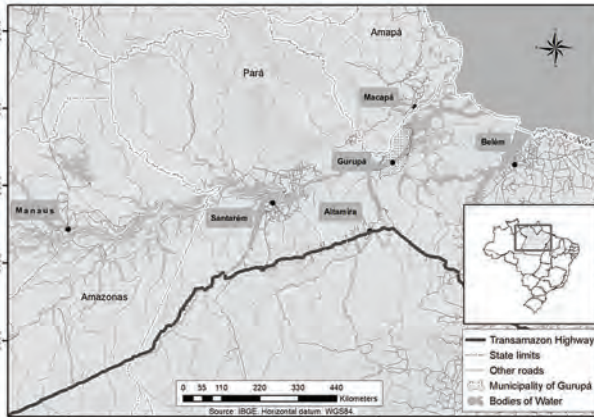 Amapá
Pará
Macapá
Belém
Gurupá
Manaus
Santarém
Altamira
Amazonas
Transamazon Highway
State limits
Other roads
Municipality of Gurupá
Bodies of Water
0 55 110 220 330 440
Kilometers
Source: IBGE. Horizontal datum: WGS84.